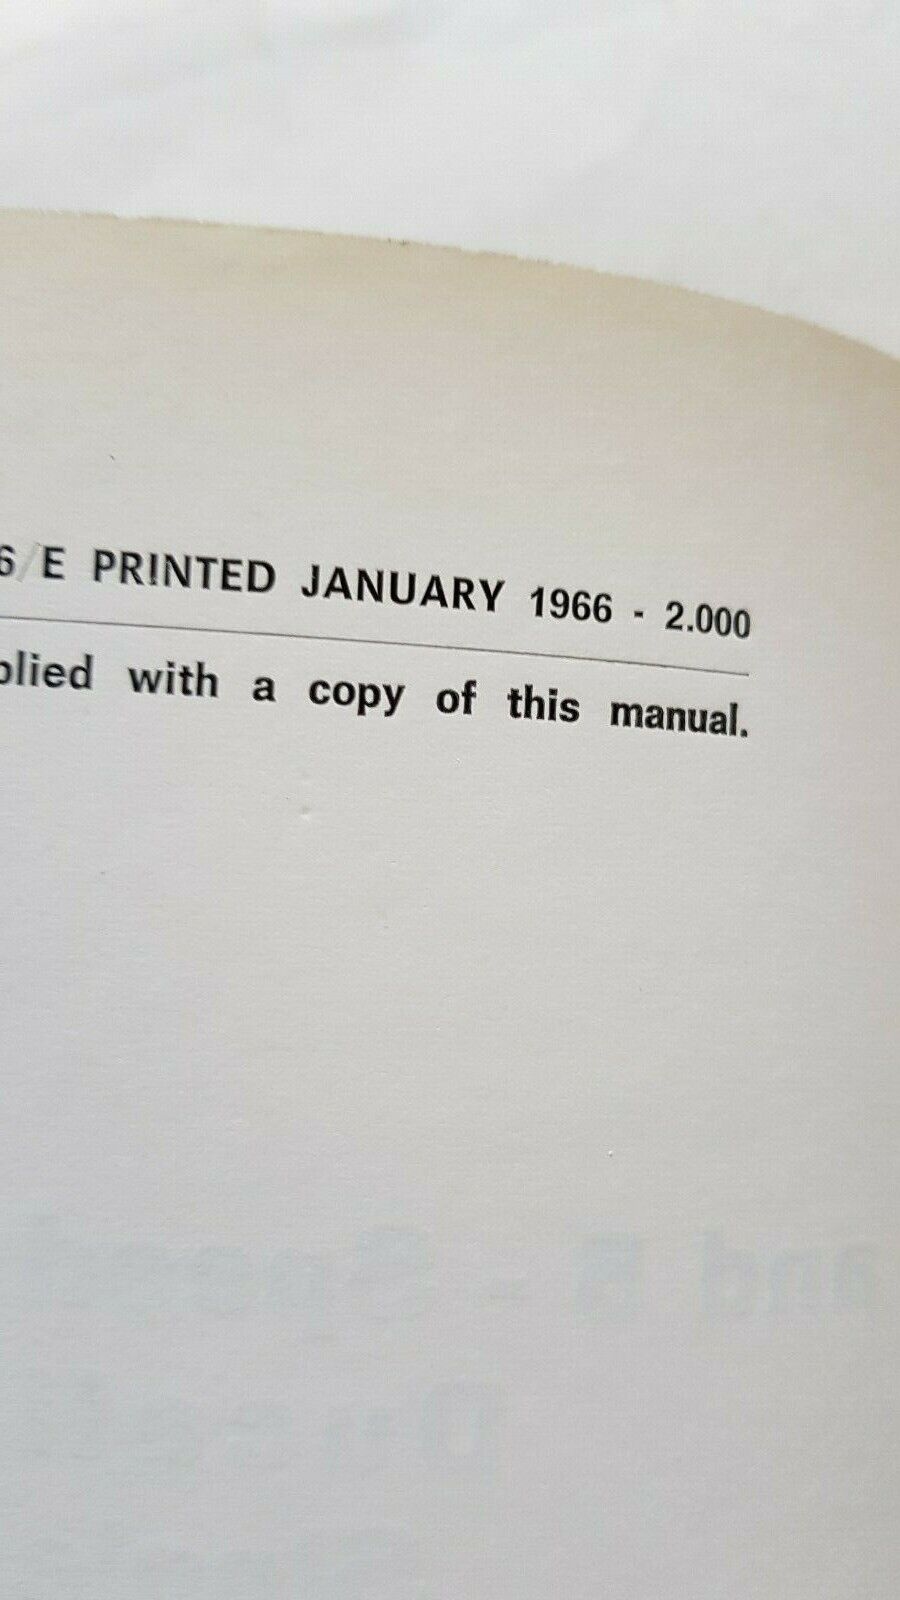 6/E PRINTED JANUARY 1966 - 2.000
plied with a copy of this manual.